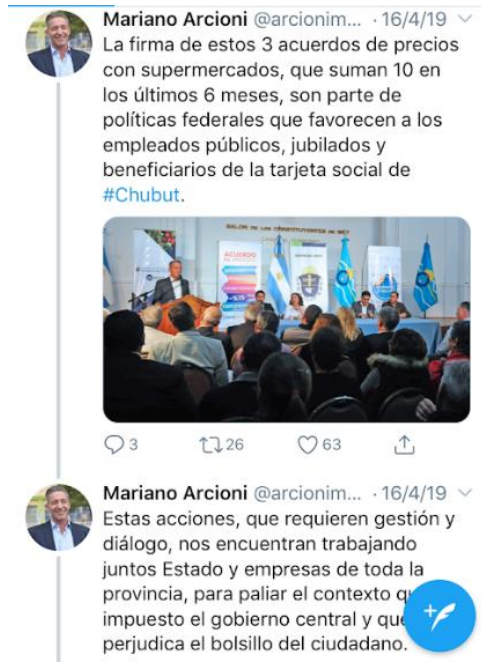 Mariano Arcioni @arcionim... · 16/4/19
La firma de estos 3 acuerdos de precios
con supermercados, que suman 10 en
los últimos 6 meses, son parte de
políticas federales que favorecen a los
empleados públicos, jubilados y
beneficiarios de la tarjeta social de
#Chubut.
ACUERDO
DE PRECIOS
3
26
63
Mariano Arcioni @arcionim... · 16/4/19
Estas acciones, que requieren gestión y
diálogo, nos encuentran trabajando
juntos Estado y empresas de toda la
provincia, para paliar el contexto
impuesto el gobierno central y
perjudica el bolsillo del ciudadano.